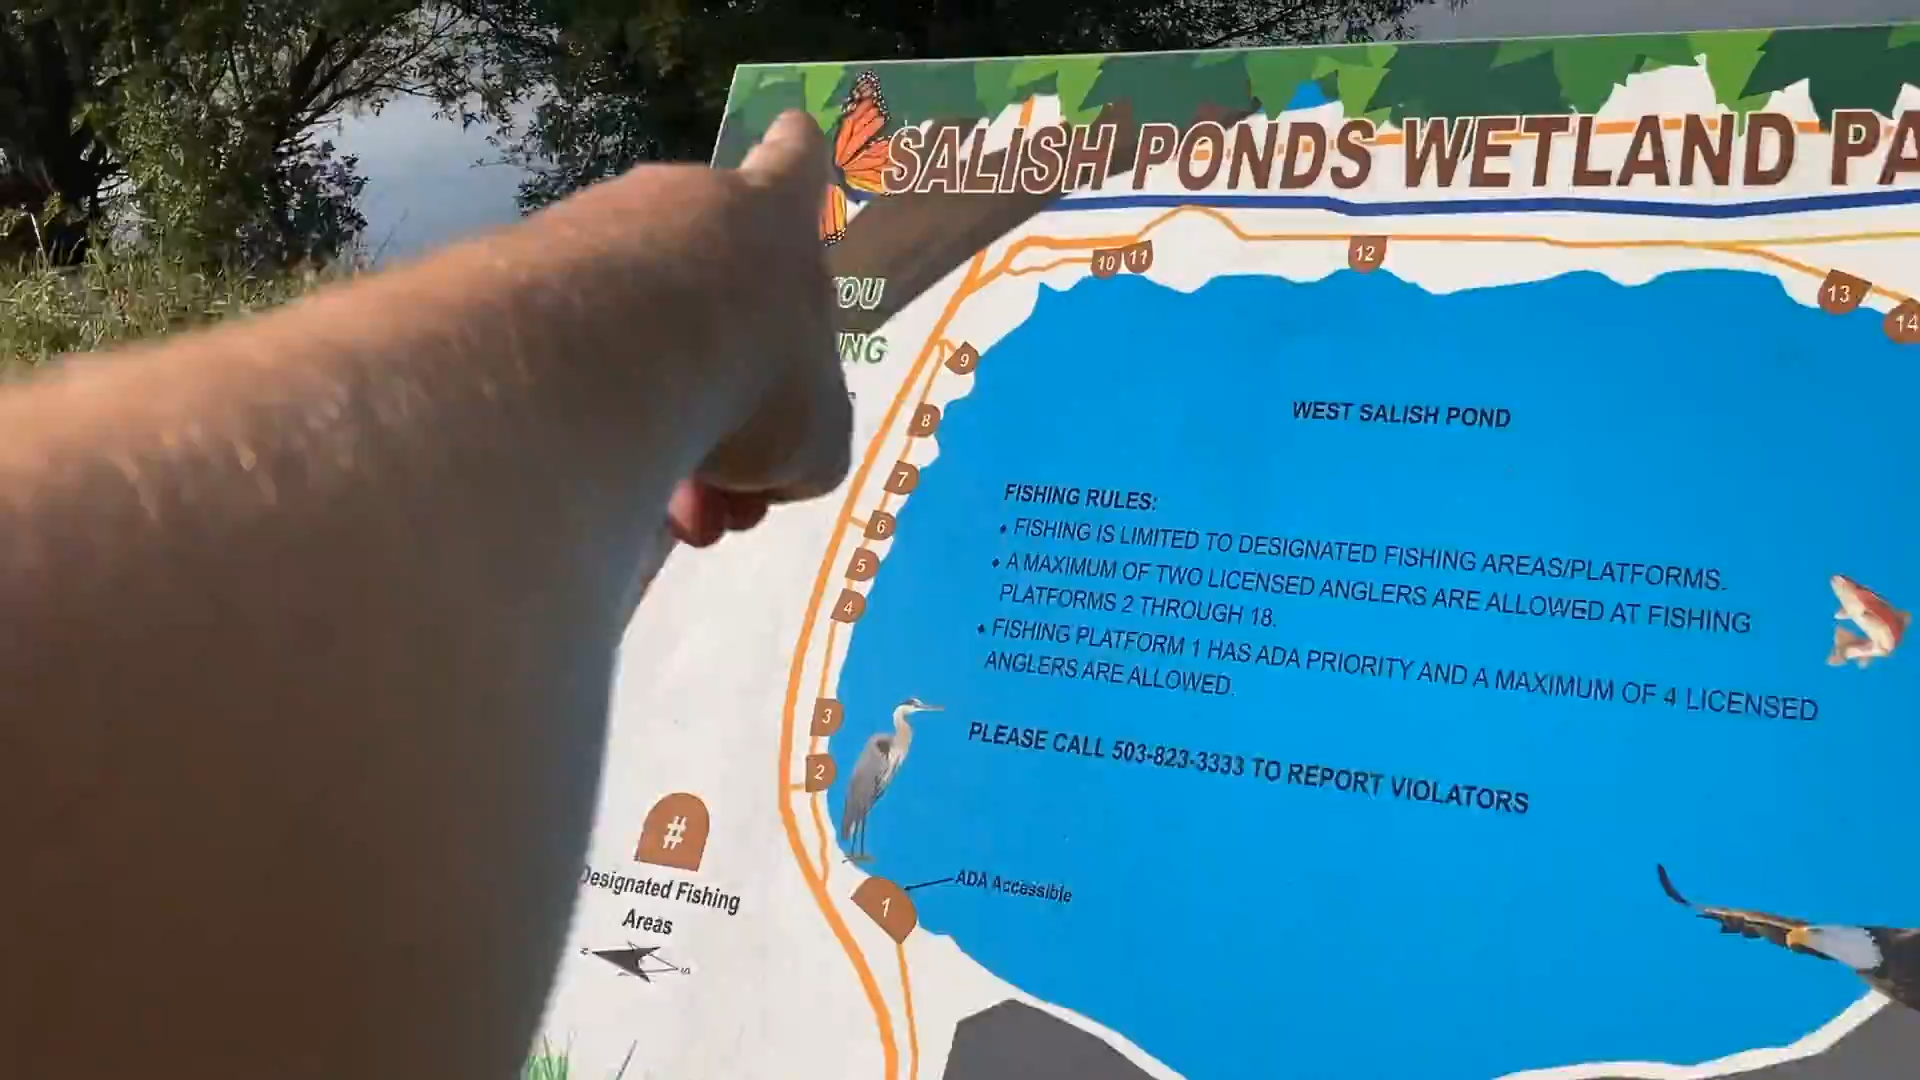 SALISH PONDS WETLAND PA
OU
NG
10
11
12
13
14
9
8
7
6
5
4
3
2
1
WEST SALISH POND
FISHING RULES:
• FISHING IS LIMITED TO DESIGNATED FISHING AREAS/PLATFORMS.
• A MAXIMUM OF TWO LICENSED ANGLERS ARE ALLOWED AT FISHING
PLATFORMS 2 THROUGH 18.
• FISHING PLATFORM 1 HAS ADA PRIORITY AND A MAXIMUM OF 4 LICENSED
ANGLERS ARE ALLOWED.
PLEASE CALL 503-823-3333 TO REPORT VIOLATORS
ADA Accessible
#
Designated Fishing
Areas